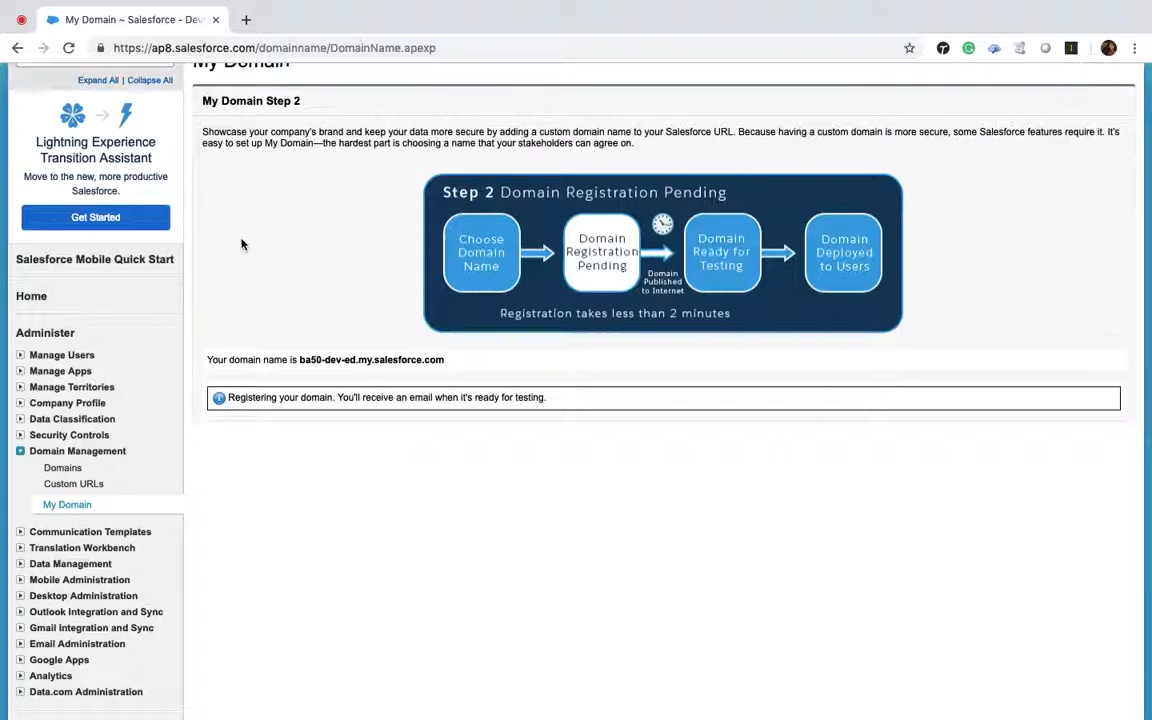 My Domain ~ Salesforce - Dev
https://ap8.salesforce.com/domainname/DomainName.apexp
Expand All | Collapse All
Lightning Experience
Transition Assistant
Move to the new, more productive
Salesforce.
Get Started
Salesforce Mobile Quick Start
Home
Administer
Manage Users
Manage Apps
Manage Territories
Company Profile
Data Classification
Security Controls
Domain Management
Domains
Custom URLs
My Domain
Communication Templates
Translation Workbench
Data Management
Mobile Administration
Desktop Administration
Outlook Integration and Sync
Gmail Integration and Sync
Email Administration
Google Apps
Analytics
Data.com Administration
My Domain
My Domain Step 2
Showcase your company's brand and keep your data more secure by adding a custom domain name to your Salesforce URL. Because having a custom domain is more secure, some Salesforce features require it. It's
easy to set up My Domain—the hardest part is choosing a name that your stakeholders can agree on.
Step 2 Domain Registration Pending
Choose
Domain
Name
Domain
Registration
Pending
Domain
Published
to Internet
Domain
Ready for
Testing
Domain
Deployed
to Users
Registration takes less than 2 minutes
Your domain name is ba50-dev-ed.my.salesforce.com
Registering your domain. You'll receive an email when it's ready for testing.